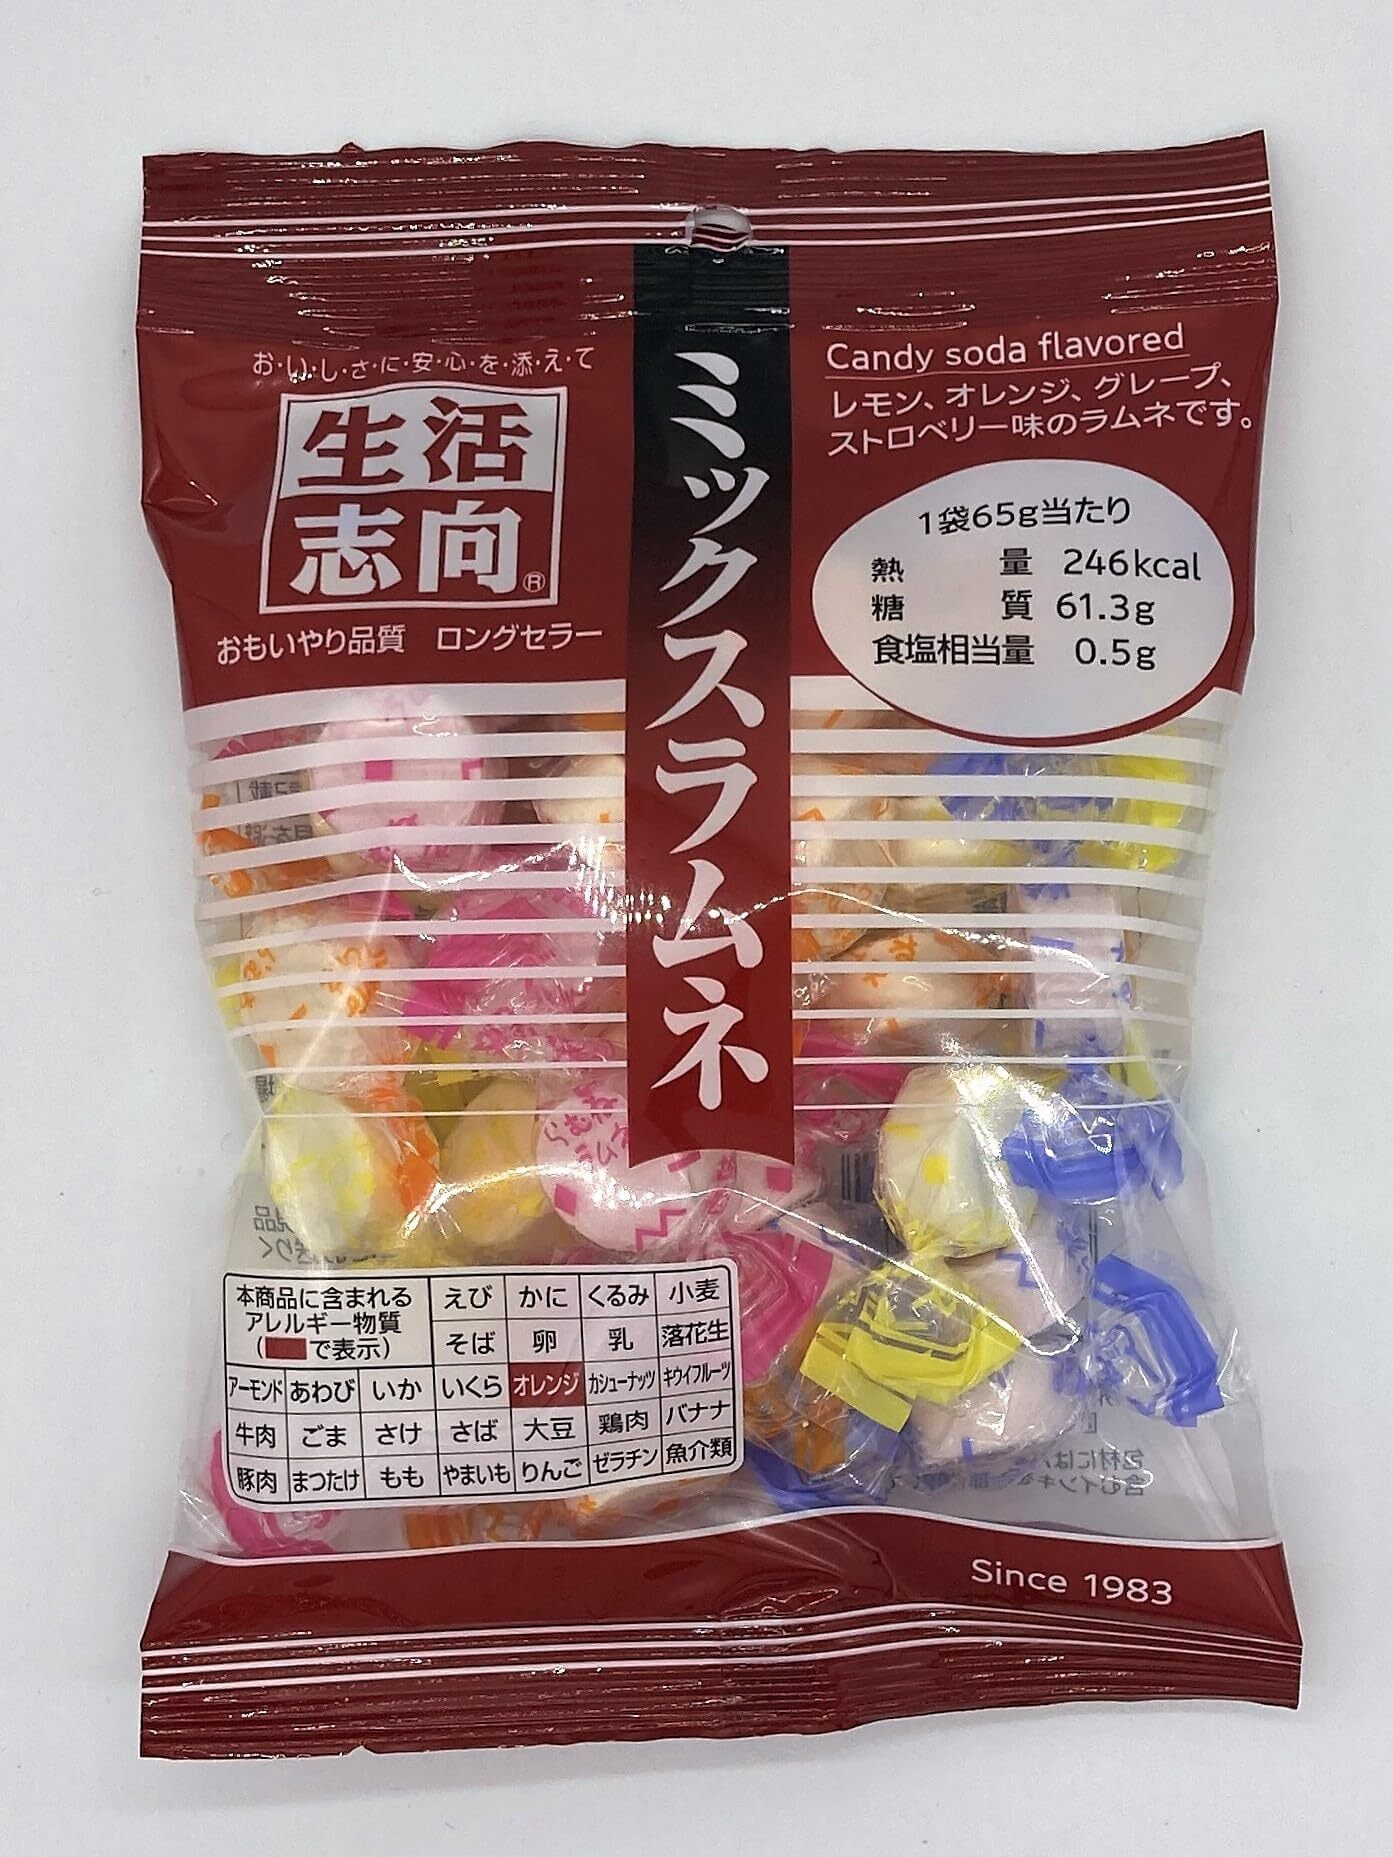 お・い・し・さ・に・安・心・を・添・え・て
生活
志向®
おもいやり品質 ロングセラー
ミックスラムネ
Candy soda flavored
レモン、オレンジ、グレープ、
ストロベリー味のラムネです。
1袋65g当たり
熱量 246kcal
糖質 61.3g
食塩相当量 0.5g
らむね
本商品に含まれる
アレルギー物質
(で表示)
えび かに くるみ 小麦
そば 卵 乳 落花生
アーモンド あわび いか いくら オレンジ カシューナッツ キウイフルーツ
牛肉 ごま さけ さば 大豆 鶏肉 バナナ
豚肉 まつたけ もも やまいも りんご ゼラチン 魚介類
Since 1983